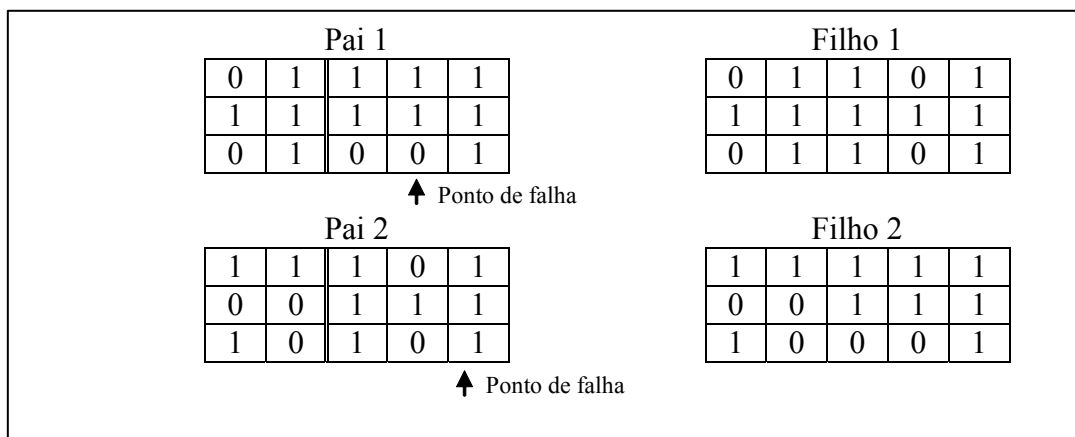 Pai 1 Filho 1
0 1 1 1 1 0 1 1 0 1
1 1 1 1 1 1 1 1 1 1
0 1 0 0 1 0 1 1 0 1
Ponto de falha
Pai 2 Filho 2
1 1 1 0 1 1 1 1 1 1
0 0 1 1 1 0 0 1 1 1
1 0 1 0 1 1 0 0 0 1
Ponto de falha